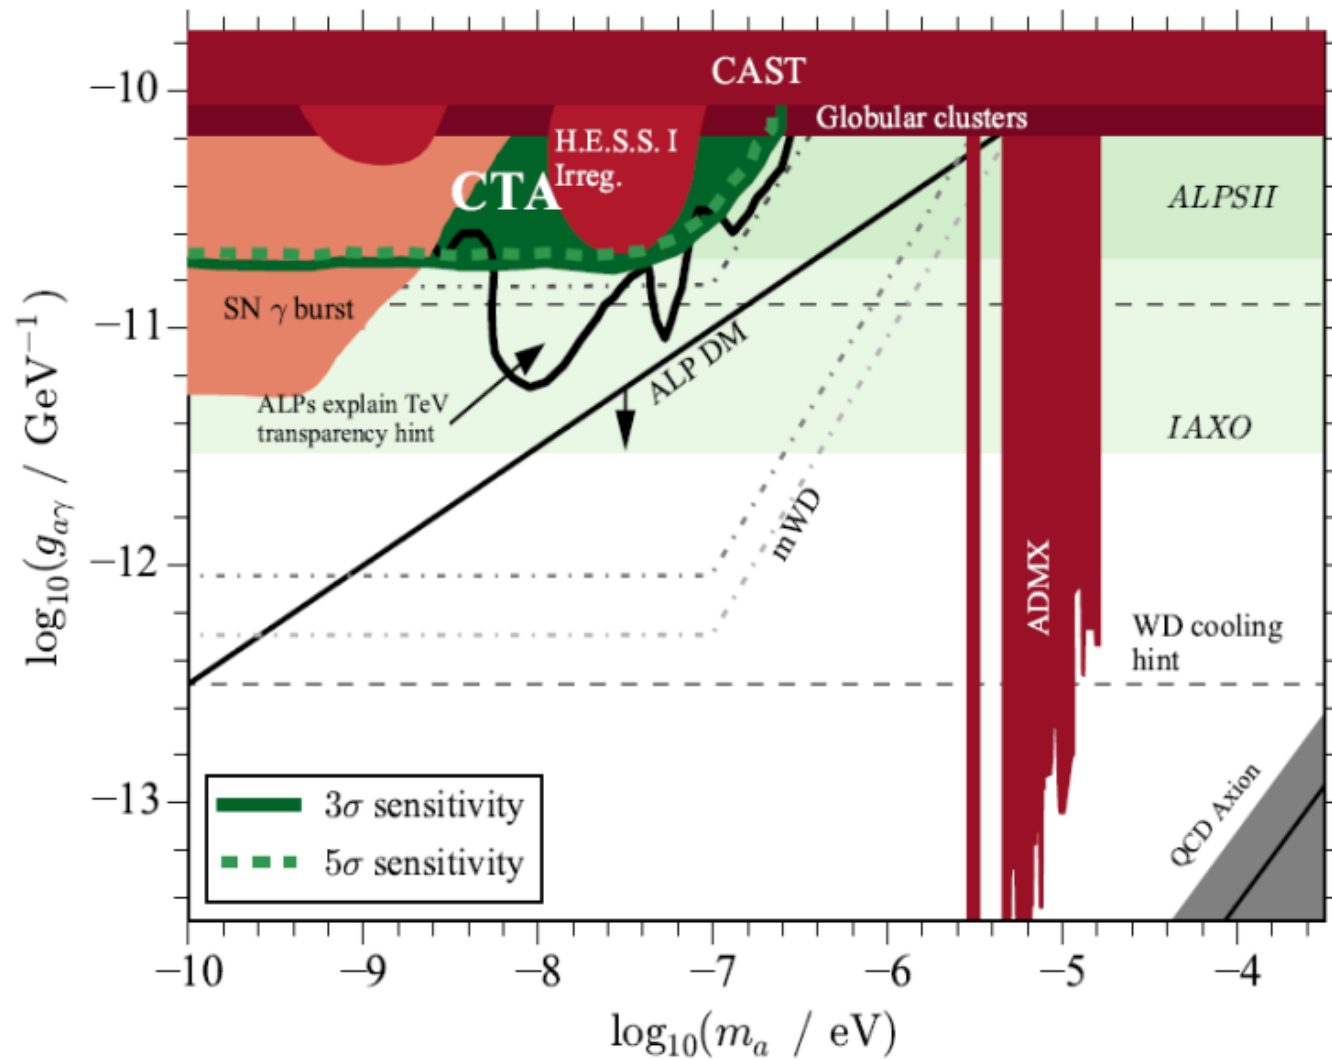 CAST
−10
Globular clusters
H.E.S.S. I
Irreg.
CTA
ALPSII
SN γ burst
−11
ALP DM
ALPs explain TeV
transparency hint
IAXO
mWD
−12
ADMX
WD cooling
hint
−13
3σ sensitivity
5σ sensitivity
QCD Axion
−10 −9 −8 −7 −6 −5 −4
log₁₀(mₐ / eV)
log₁₀(gₐᵧ / GeV⁻¹)